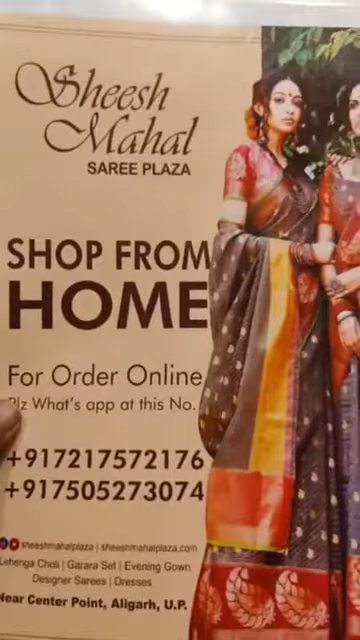 Sheesh
Mahal
SAREE PLAZA
SHOP FROM
HOME
For Order Online
Plz What's app at this No.
+917217572176
+917505273074
sheeshmahalplaza | sheeshmahalplaza.com
Lehenga Choli | Garara Set | Evening Gown
Designer Sarees | Dresses
Near Center Point, Aligarh, U.P.